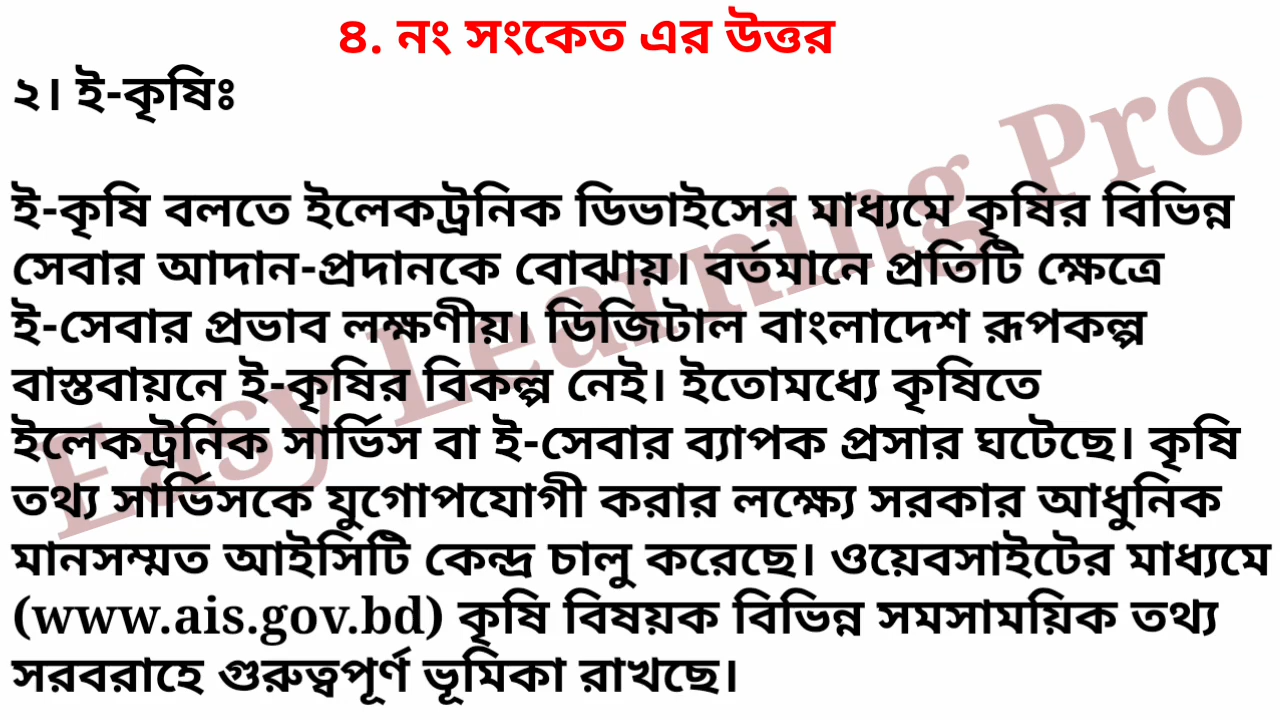 ৪. নং সংকেত এর উত্তর
২। ই-কৃষিঃ
ই-কৃষি বলতে ইলেকট্রনিক ডিভাইসের মাধ্যমে কৃষির বিভিন্ন
সেবার আদান-প্রদানকে বোঝায়। বর্তমানে প্রতিটি ক্ষেত্রে
ই-সেবার প্রভাব লক্ষণীয়। ডিজিটাল বাংলাদেশ রূপকল্প
বাস্তবায়নে ই-কৃষির বিকল্প নেই। ইতোমধ্যে কৃষিতে
ইলেকট্রনিক সার্ভিস বা ই-সেবার ব্যাপক প্রসার ঘটেছে। কৃষি
তথ্য সার্ভিসকে যুগোপযোগী করার লক্ষ্যে সরকার আধুনিক
মানসম্মত আইসিটি কেন্দ্র চালু করেছে। ওয়েবসাইটের মাধ্যমে
(www.ais.gov.bd) কৃষি বিষয়ক বিভিন্ন সমসাময়িক তথ্য
সরবরাহে গুরুত্বপূর্ণ ভূমিকা রাখছে।
Easy Learning Pro